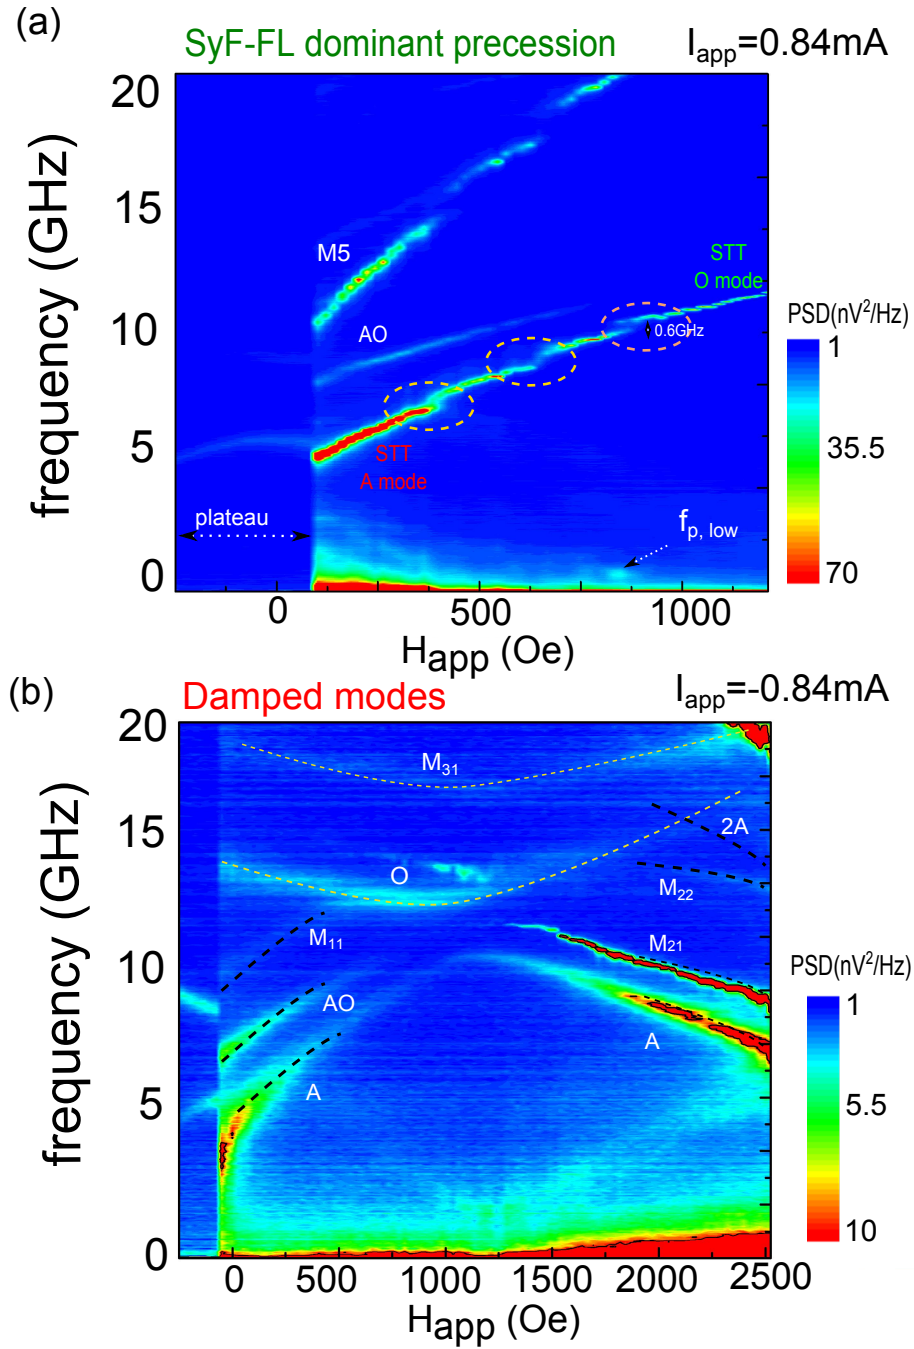 (a)
SyF-FL dominant precession
I_app=0.84mA
frequency (GHz)
20
15
10
5
0
M5
AO
STT
O mode
0.6GHz
STT
A mode
plateau
f_p, low
0
500
1000
H_app (Oe)
PSD(nV²/Hz)
1
35.5
70
(b)
Damped modes
I_app=-0.84mA
frequency (GHz)
20
15
10
5
0
M₃₁
2A
O
M₂₂
M₁₁
M₂₁
AO
A
A
0
500
1000
1500
2000
2500
H_app (Oe)
PSD(nV²/Hz)
1
5.5
10